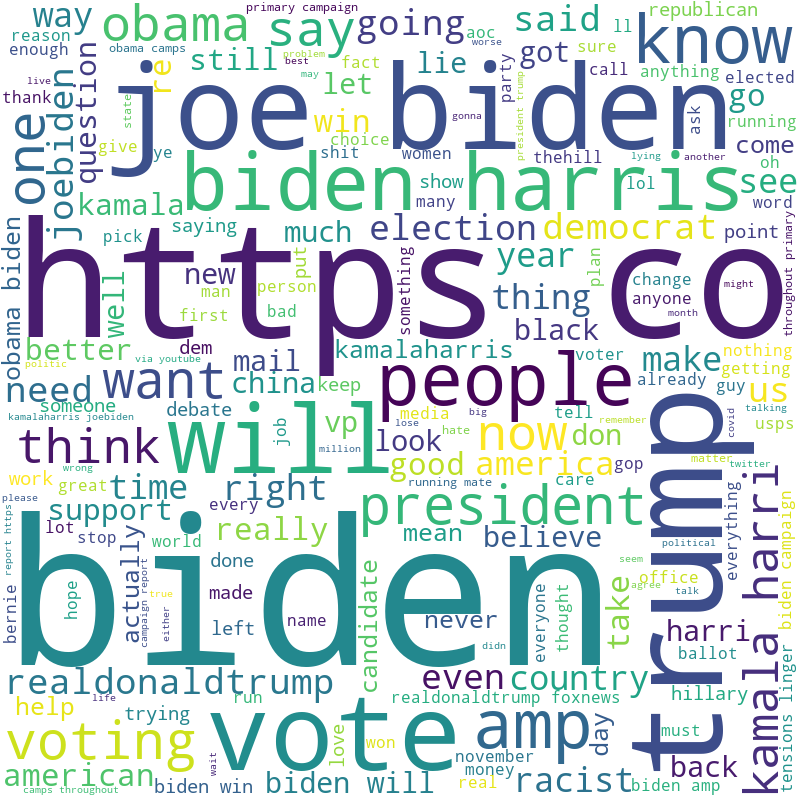 primary campaign
republican
way
obama
say
going
said
ll
know
reason
obama camps
problem
aoc
enough
still
got
sure
fact
best
lie
call
anything
elected
re
live
may
worse
let
party
go
thank
joe biden
president trump
question
state
gonna
running
win
ask
one
joebiden
give
choice
come
ye
shit
women
thehill
lying
another
oh
biden harris
see
show
lol
kamala
many
word
saying
election
democrat
point
pick
much
year
https co
obama biden
new
put
something
plan
change
might
well
man
person
thing
anyone
throughout primary
first
bad
black
month
better
dem
kamalaharris
voter
make
nothing
via youtube
mail
politic
getting
need
want
china
keep
people
already
guy
us
someone
debate
media
big
tell
talking
usps
kamalaharris joebiden
job
hate
lose
remember
will
vp
now
don
covid
think
look
million
matter
twitter
wrong
good
america
gop
work
great
time
right
running mate
care
trump
please
every
support
president
everything
kamala harri
lot
really
mean
believe
stop
world
political
biden campaign
report https
actually
campaign report
done
seem
bernie
hope
true
made
agree
office
biden
either
left
name
never
everyone
thought
take
talk
harri
didn
candidate
ballot
realdonaldtrump
even
country
tensions linger
life
run
realdonaldtrump foxnews
hillary
help
trying
vote
love
amp
day
must
voting
wait
won
november
back
american
money
real
camps throughout
biden win
biden will
racist
biden amp